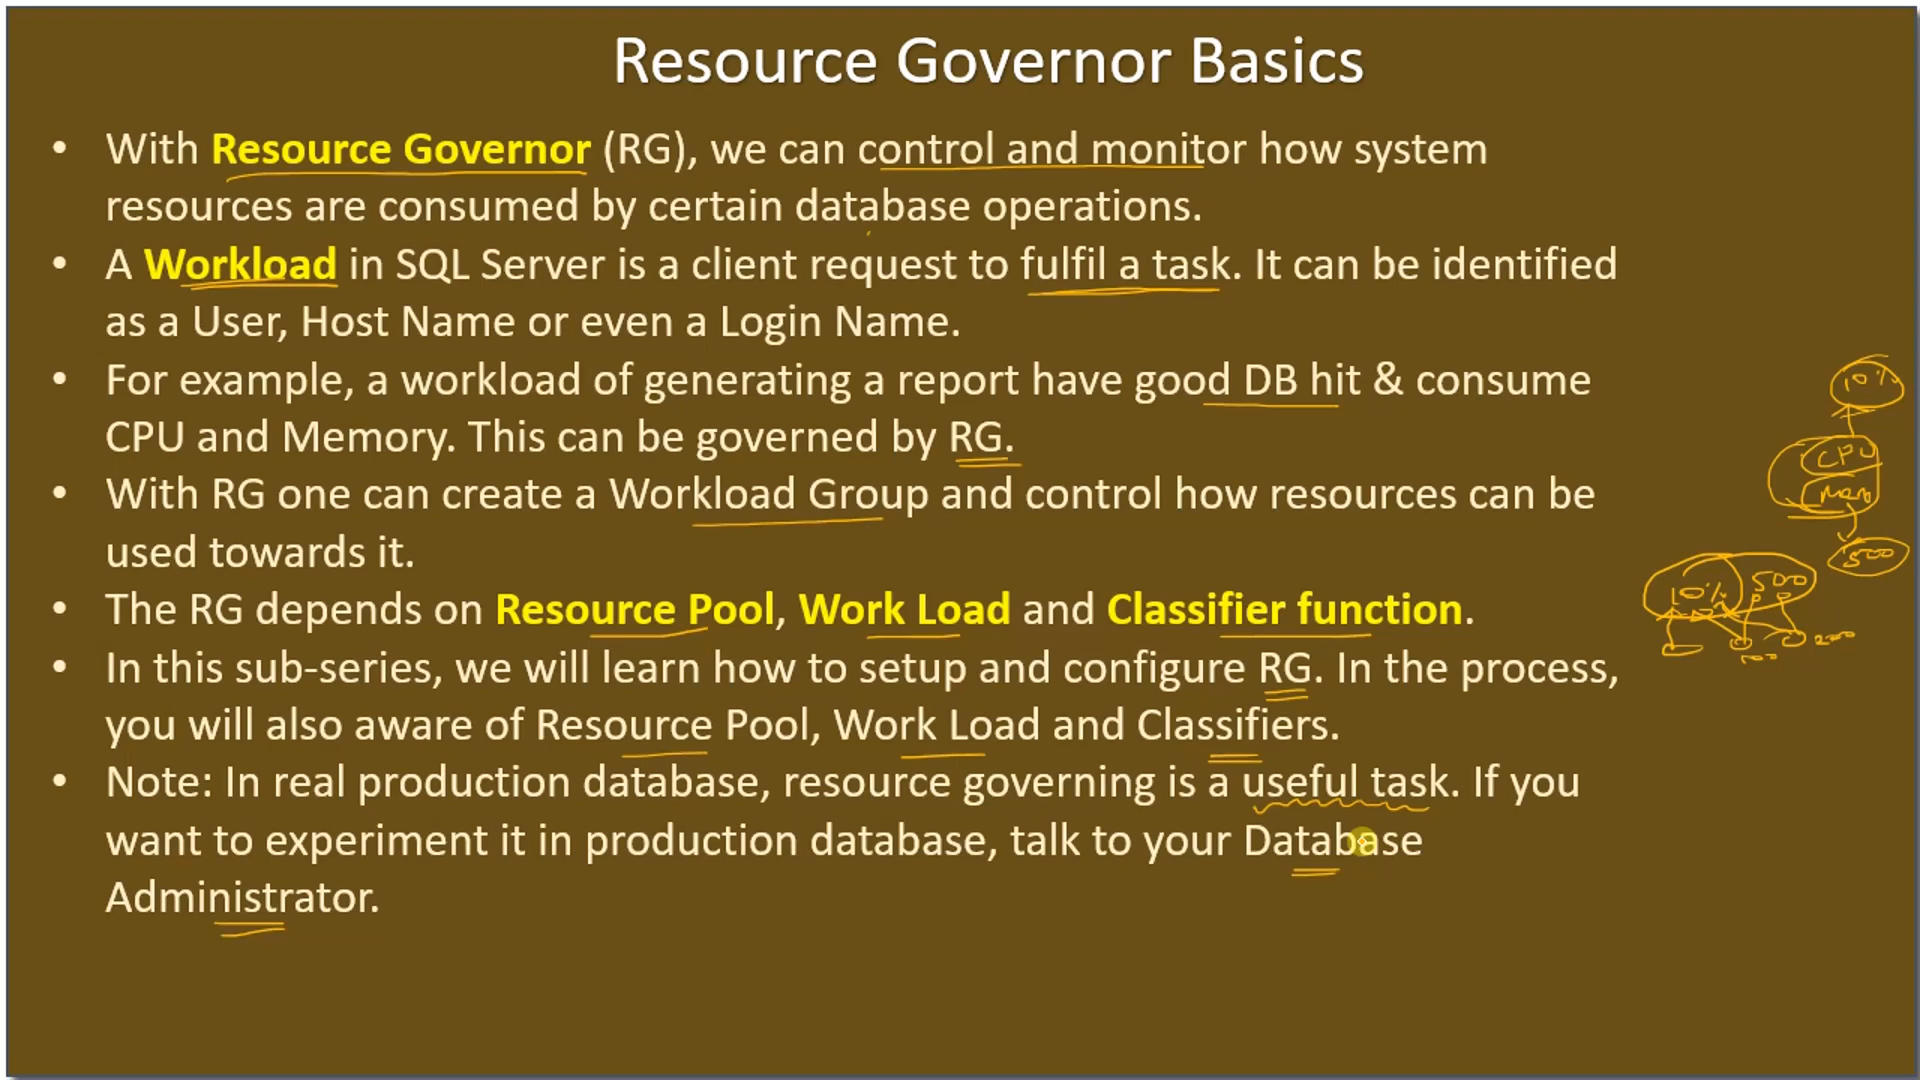 Resource Governor Basics
• With Resource Governor (RG), we can control and monitor how system
resources are consumed by certain database operations.
• A Workload in SQL Server is a client request to fulfil a task. It can be identified
as a User, Host Name or even a Login Name.
• For example, a workload of generating a report have good DB hit & consume
CPU and Memory. This can be governed by RG.
• With RG one can create a Workload Group and control how resources can be
used towards it.
• The RG depends on Resource Pool, Work Load and Classifier function.
• In this sub-series, we will learn how to setup and configure RG. In the process,
you will also aware of Resource Pool, Work Load and Classifiers.
• Note: In real production database, resource governing is a useful task. If you
want to experiment it in production database, talk to your Database
Administrator.
10%
CPU
500
10% 500
200